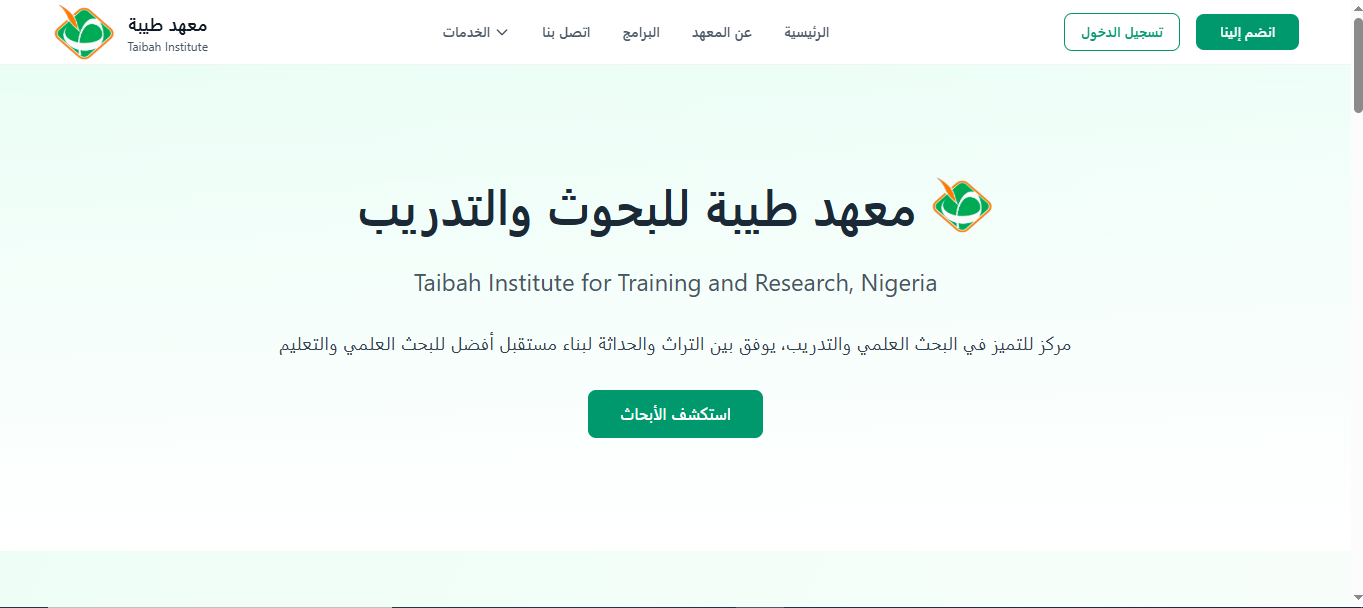 معهد طيبة
Taibah Institute
الرئيسية
عن المعهد
البرامج
اتصل بنا
الخدمات
تسجيل الدخول
انضم إلينا
معهد طيبة للبحوث والتدريب
Taibah Institute for Training and Research, Nigeria
مركز للتميز في البحث العلمي والتدريب، يوفق بين التراث والحداثة لبناء مستقبل أفضل للبحث العلمي والتعليم
استكشف الأبحاث